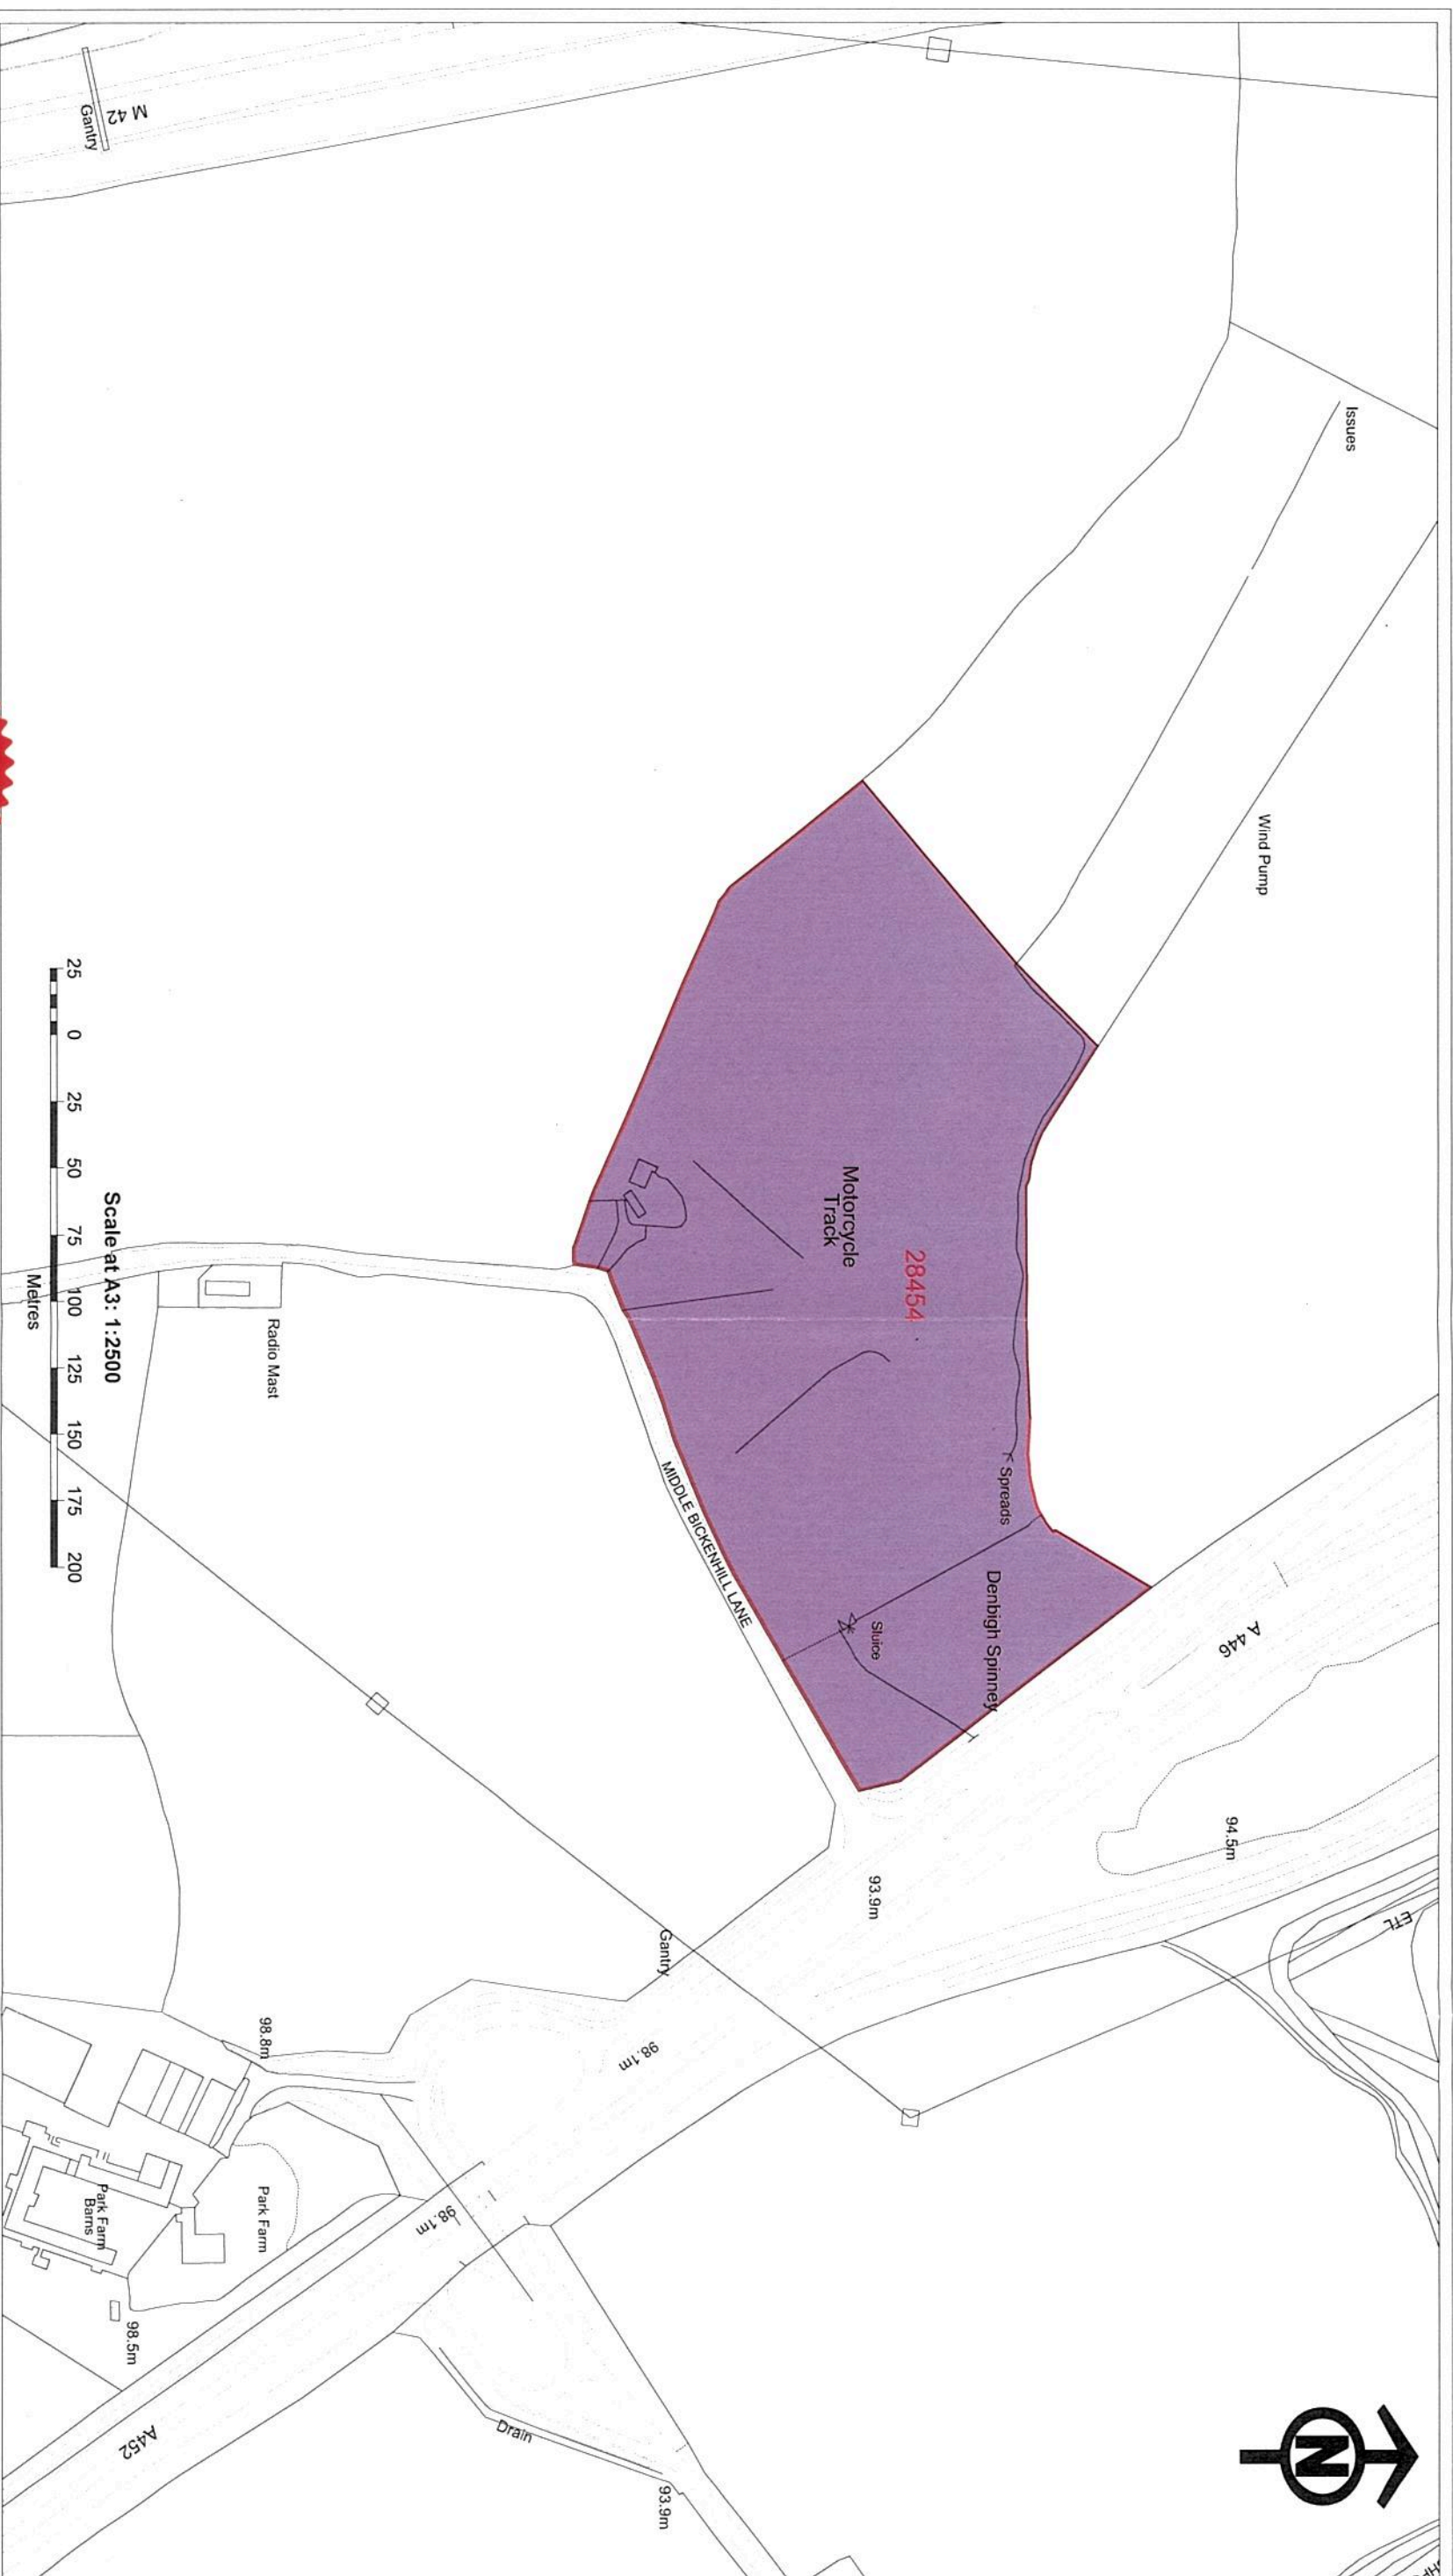 Issues
Wind Pump
M 42
Gantry
Motorcycle
Track
28454
Spreads
Denbigh Spinney
Sluice
A 446
94.5m
93.9m
ETL
N
MIDDLE BICKENHILL LANE
Radio Mast
Gantry
98.1m
98.8m
98.1m
Park Farm
Park Farm
Barns
98.5m
Drain
93.9m
A452
Scale at A3: 1:2500
25 0 25 50 75 100 125 150 175 200
Metres